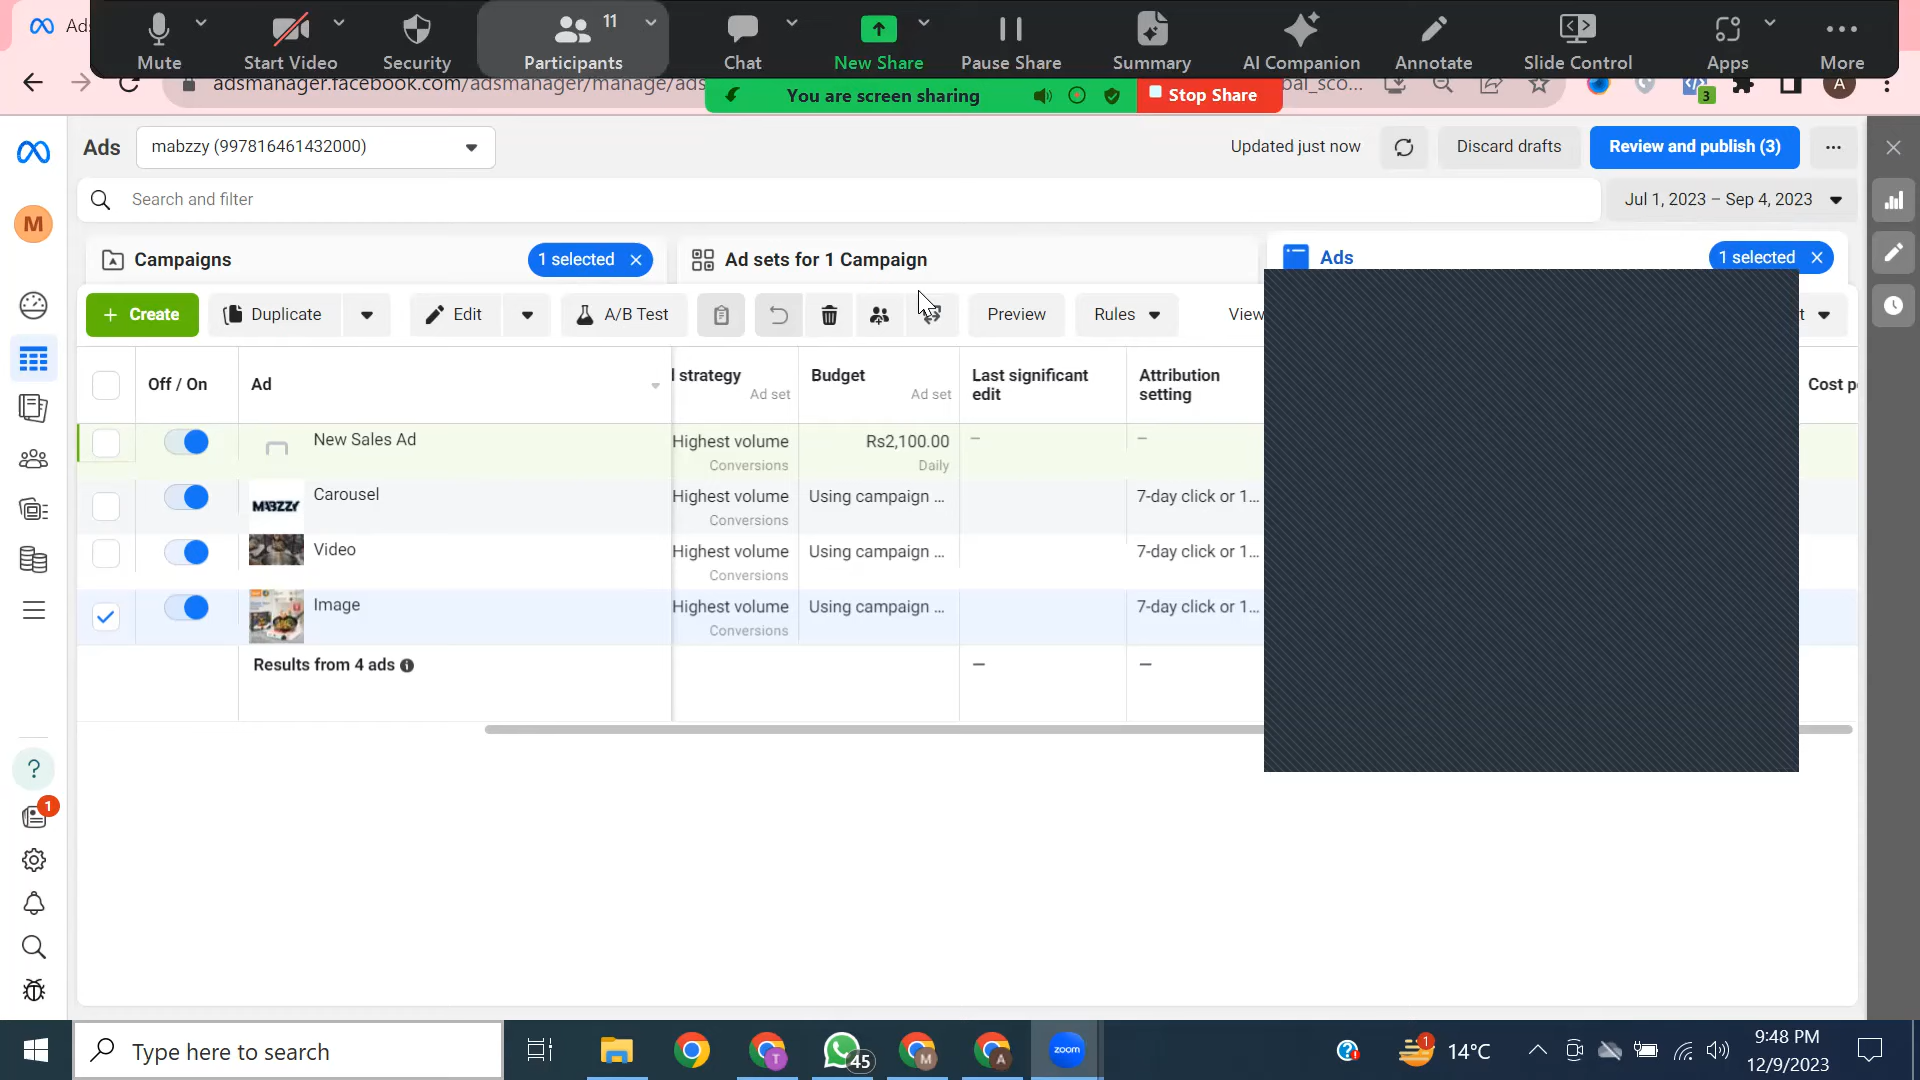 Ads
11
Mute
Start Video
Security
Participants
Chat
New Share
Pause Share
Summary
AI Companion
Annotate
Slide Control
Apps
More
adsmanager.facebook.com/adsmanager/manage/ads
You are screen sharing
Stop Share
bal_sco...
3
A
Ads
mabzzy (997816461432000)
Updated just now
Discard drafts
Review and publish (3)
Search and filter
Jul 1, 2023 – Sep 4, 2023
M
Campaigns
1 selected
Ad sets for 1 Campaign
Ads
1 selected
+ Create
Duplicate
Edit
A/B Test
Preview
Rules
View
t
Off / On
Ad
l strategy
Ad set
Budget
Ad set
Last significant
edit
Attribution
setting
Cost p
New Sales Ad
Highest volume
Conversions
Rs2,100.00
Daily
–
–
MABZZY
Carousel
Highest volume
Conversions
Using campaign ...
7-day click or 1...
Video
Highest volume
Conversions
Using campaign ...
7-day click or 1...
Image
Highest volume
Conversions
Using campaign ...
7-day click or 1...
Results from 4 ads
—
—
?
1
Type here to search
T
45
M
A
zoom
1
14°C
9:48 PM
12/9/2023